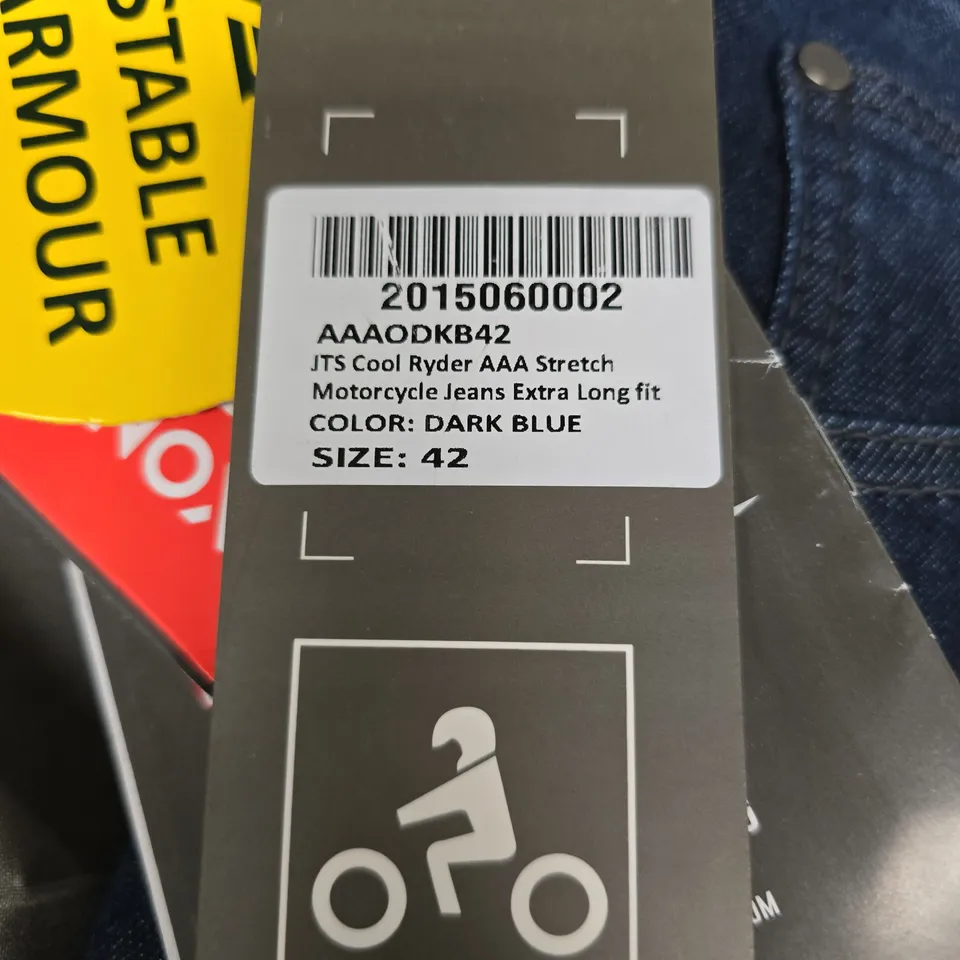 STABLE
ARMOUR
2015060002
AAAODKB42
JTS Cool Ryder AAA Stretch
Motorcycle Jeans Extra Long fit
COLOR: DARK BLUE
SIZE: 42